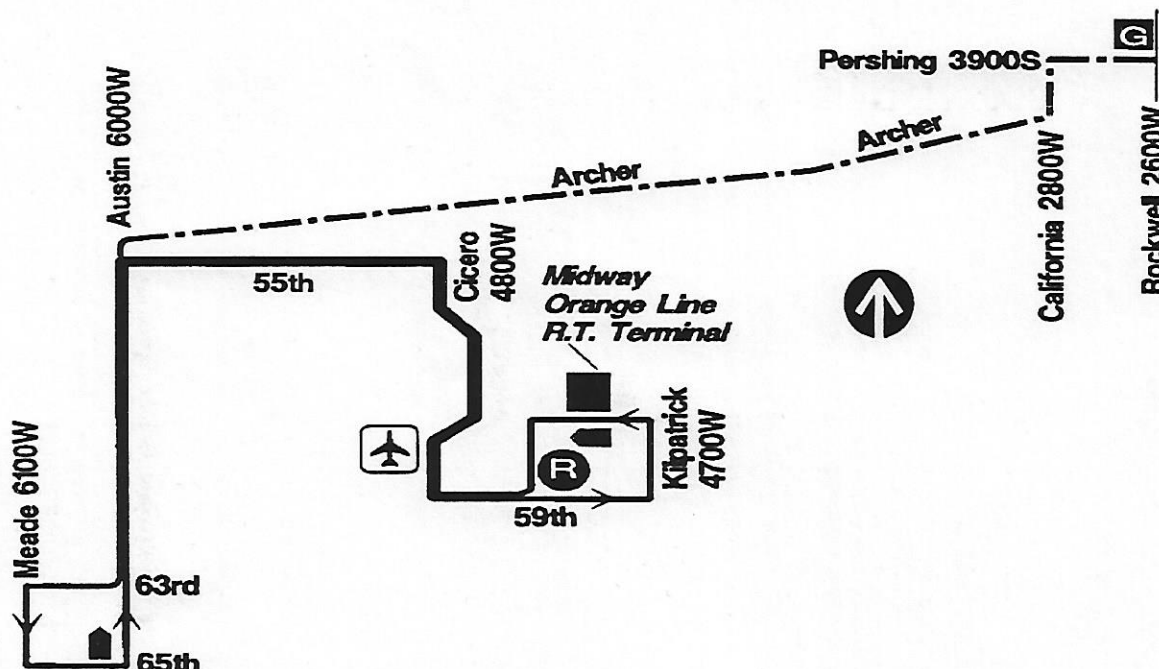 G
Pershing 3900S
Austin 6000W
Archer
Archer
California 2800W
Rockwell 2600W
55th
Cicero
4800W
Midway
Orange Line
R.T. Terminal
Kilpatrick
4700W
R
59th
Meade 6100W
63rd
65th